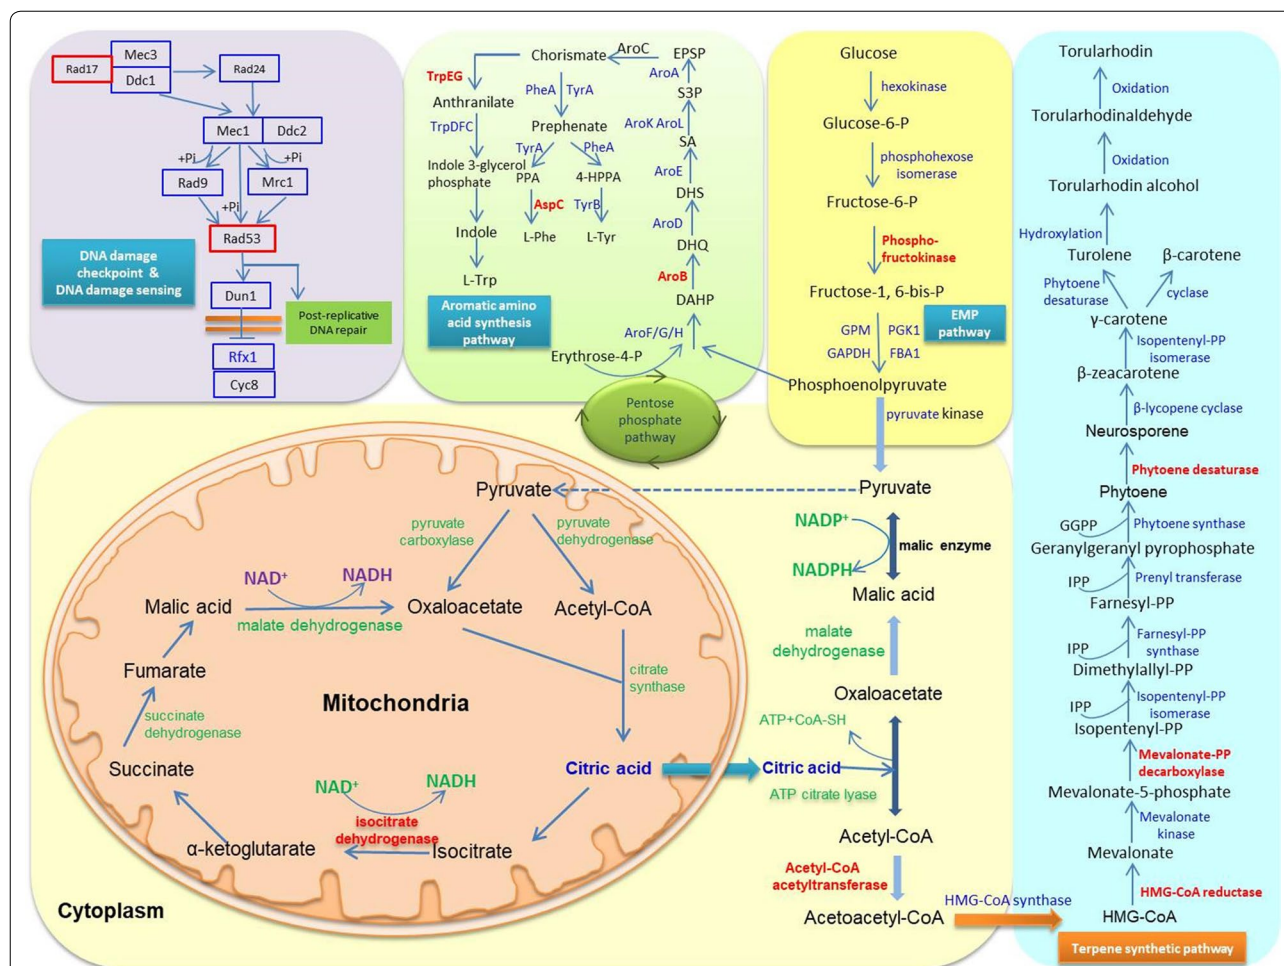 Rad17
Mec3
Ddc1
Rad24
Mec1
Ddc2
+Pi
+Pi
Rad9
Mrc1
+Pi
Rad53
DNA damage
checkpoint &
DNA damage sensing
Dun1
Post-replicative
DNA repair
Rfx1
Cyc8
Chorismate
AroC
EPSP
TrpEG
AroA
Anthranilate
PheA
TyrA
S3P
TrpDFC
Prephenate
AroK AroL
TyrA
PheA
SA
Indole 3-glycerol
phosphate
PPA
4-HPPA
AroE
DHS
AspC
TyrB
AroD
Indole
L-Phe
L-Tyr
DHQ
L-Trp
AroB
DAHP
Aromatic amino
acid synthesis
pathway
AroF/G/H
Erythrose-4-P
Pentose
phosphate
pathway
Glucose
hexokinase
Glucose-6-P
phosphohexose
isomerase
Fructose-6-P
Phospho-
fructokinase
Fructose-1, 6-bis-P
EMP
pathway
GPM
PGK1
GAPDH
FBA1
Phosphoenolpyruvate
pyruvate kinase
Pyruvate
Pyruvate
pyruvate
carboxylase
pyruvate
dehydrogenase
NADP+
malic enzyme
NADPH
NAD+
NADH
Malic acid
Oxaloacetate
Acetyl-CoA
Malic acid
malate dehydrogenase
malate
dehydrogenase
Fumarate
citrate
synthase
Mitochondria
Oxaloacetate
succinate
dehydrogenase
ATP+CoA-SH
Succinate
Citric acid
Citric acid
NAD+
NADH
ATP citrate lyase
isocitrate
dehydrogenase
α-ketoglutarate
Isocitrate
Acetyl-CoA
Acetyl-CoA
acetyltransferase
Cytoplasm
Acetoacetyl-CoA
HMG-CoA synthase
Torularhodin
Oxidation
Torularhodinaldehyde
Oxidation
Torularhodin alcohol
Hydroxylation
Turolene
β-carotene
Phytoene
desaturase
cyclase
γ-carotene
Isopentenyl-PP
isomerase
β-zeacarotene
β-lycopene cyclase
Neurosporene
Phytoene desaturase
Phytoene
GGPP
Phytoene synthase
Geranylgeranyl pyrophosphate
IPP
Prenyl transferase
Farnesyl-PP
IPP
Farnesyl-PP
synthase
Dimethylallyl-PP
IPP
Isopentenyl-PP
isomerase
Isopentenyl-PP
Mevalonate-PP
decarboxylase
Mevalonate-5-phosphate
Mevalonate
kinase
Mevalonate
HMG-CoA reductase
HMG-CoA
Terpene synthetic pathway